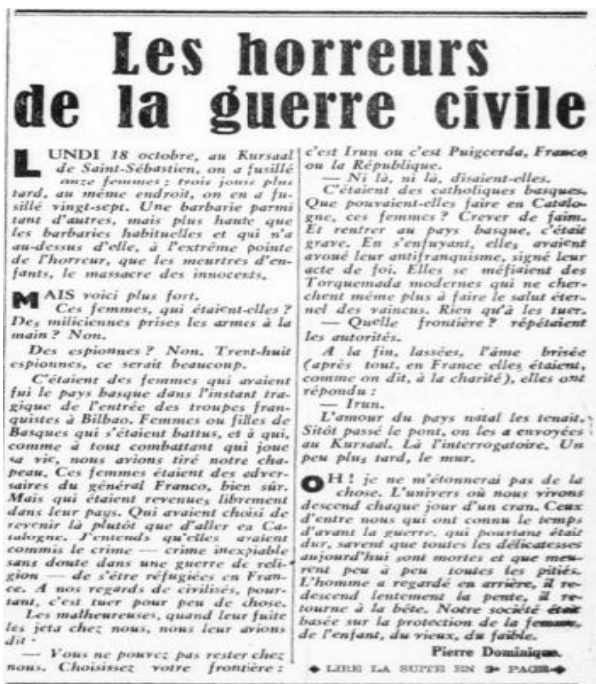 Les horreurs
de la guerre civile
LUNDI 18 octobre, au Kursaal
de Saint-Sébastien, on a fusillé
onze femmes ; trois jours plus
tard, au même endroit, on en a fu-
sillé vingt-sept. Une barbarie parmi
tant d'autres, mais plus haute que
les barbaries habituelles et qui n'a
au-dessus d'elle, à l'extrême pointe
de l'horreur, que les meurtres d'en-
fants, le massacre des innocents.
MAIS voici plus fort.
Ces femmes, qui étaient-elles ?
Des miliciennes prises les armes à la
main ? Non.
Des espionnes ? Non. Trent-huit
espionnes, ce serait beaucoup.
C'étaient des femmes qui avaient
fui le pays basque dans l'instant tra-
gique de l'entrée des troupes fran-
quistes à Bilbao. Femmes ou filles de
Basques qui s'étaient battus, et à qui,
comme à tout combattant qui joue
sa vie, nous avions tiré notre cha-
peau. Ces femmes étaient des adver-
saires du général Franco, bien sûr.
Mais qui étaient revenues librement
dans leur pays. Qui avaient choisi de
revenir là plutôt que d'aller en Ca-
talogne. J'entends qu'elles avaient
commis le crime — crime inexpiable
sans doute dans une guerre de reli-
gion — de s'être réfugiées en Fran-
ce. A nos regards de civilisés, pour-
tant, c'est tuer pour peu de chose.
Les malheureuses, quand leur fuite
les jeta chez nous, nous leur avions
dit -
— Vous ne pouvez pas rester chez
nous. Choisissez votre frontière :
c'est Irun ou c'est Puigcerda, Franco
ou la République.
— Ni là, ni là, disaient-elles.
C'étaient des catholiques basques.
Que pouvaient-elles faire en Catalo-
gne, ces femmes ? Crever de faim.
Et rentrer au pays basque, c'était
grave. En s'enfuyant, elles avaient
avoué leur antifranquisme, signé leur
acte de foi. Elles se méfiaient des
Torquemada modernes qui ne cher-
chent même plus à faire le salut éter-
nel des vaincus. Rien qu'à les tuer.
— Quelle frontière ? répétaient
les autorités.
A la fin, lassées, l'âme brisée
(après tout, en France elles étaient,
comme on dit, à la charité), elles ont
répondu :
— Irun.
L'amour du pays natal les tenait.
Sitôt passé le pont, on les a envoyées
au Kursaal. Là l'interrogatoire. Un
peu plus tard, le mur.
OH ! je ne m'étonnerai pas de la
chose. L'univers où nous vivons
descend chaque jour d'un cran. Ceux
d'entre nous qui ont connu le temps
d'avant la guerre, qui pourtant était
dur, savent que toutes les délicatesses
aujourd'hui sont mortes et que meu-
rent peu à peu toutes les pitiés.
L'homme a regardé en arrière, il re-
descend lentement la pente, il re-
tourne à la bête. Notre société était
basée sur la protection de la femme,
de l'enfant, du vieux, du faible.
Pierre Dominique.
LIRE LA SUITE EN 3e PAGE